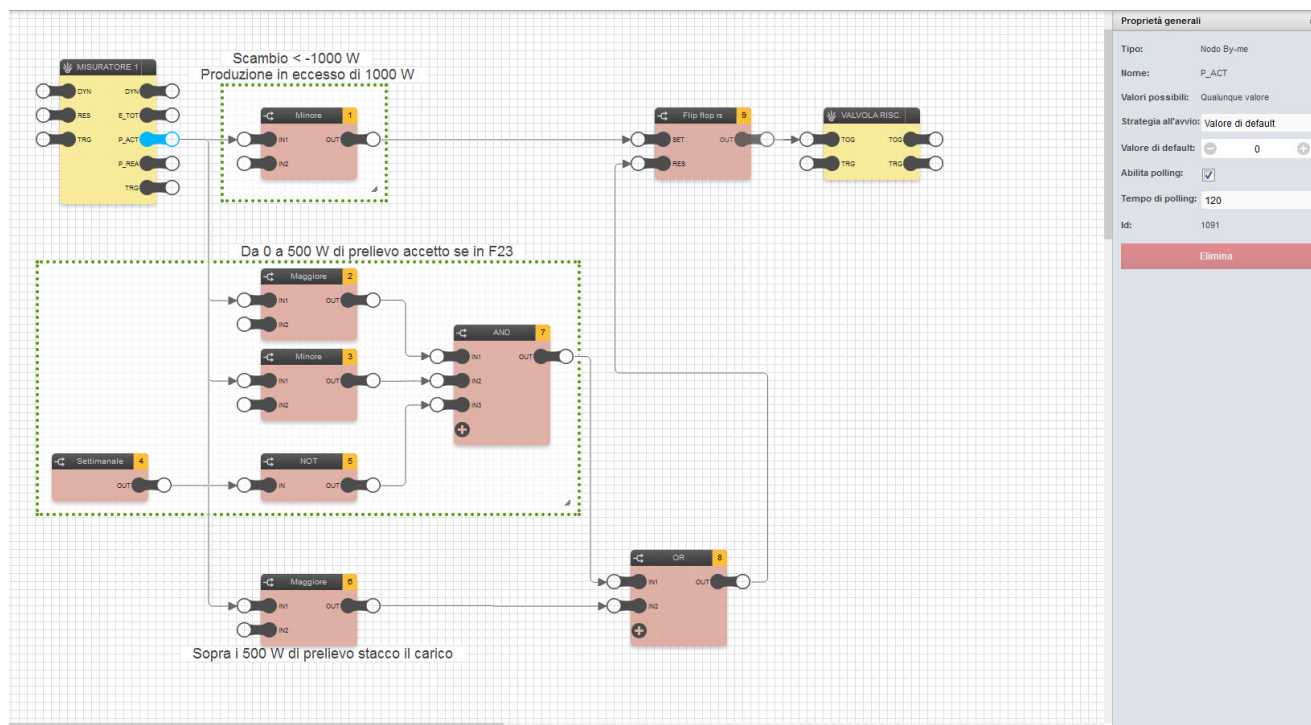 Scambio < -1000 W
Produzione in eccesso di 1000 W
MISURATORE 1
DYN DYN
RES E_TOT
TRG P_ACT
P_REA
TRG
Minore 1
IN1 OUT
IN2
Flip flop rs 9
SET OUT
RES
VALVOLA RISC.
TOG TOG
TRG TRG
Da 0 a 500 W di prelievo accetto se in F23
Maggiore 2
IN1 OUT
IN2
Minore 3
IN1 OUT
IN2
AND 7
IN1 OUT
IN2
IN3
Settimanale 4
OUT
NOT 5
IN OUT
Maggiore 6
IN1 OUT
IN2
Sopra i 500 W di prelievo stacco il carico
OR 8
IN1 OUT
IN2
Proprietà generali
Tipo: Nodo By-me
Nome: P_ACT
Valori possibili: Qualunque valore
Strategia all'avvio: Valore di default
Valore di default: 0
Abilita polling:
Tempo di polling: 120
Id: 1091
Elimina